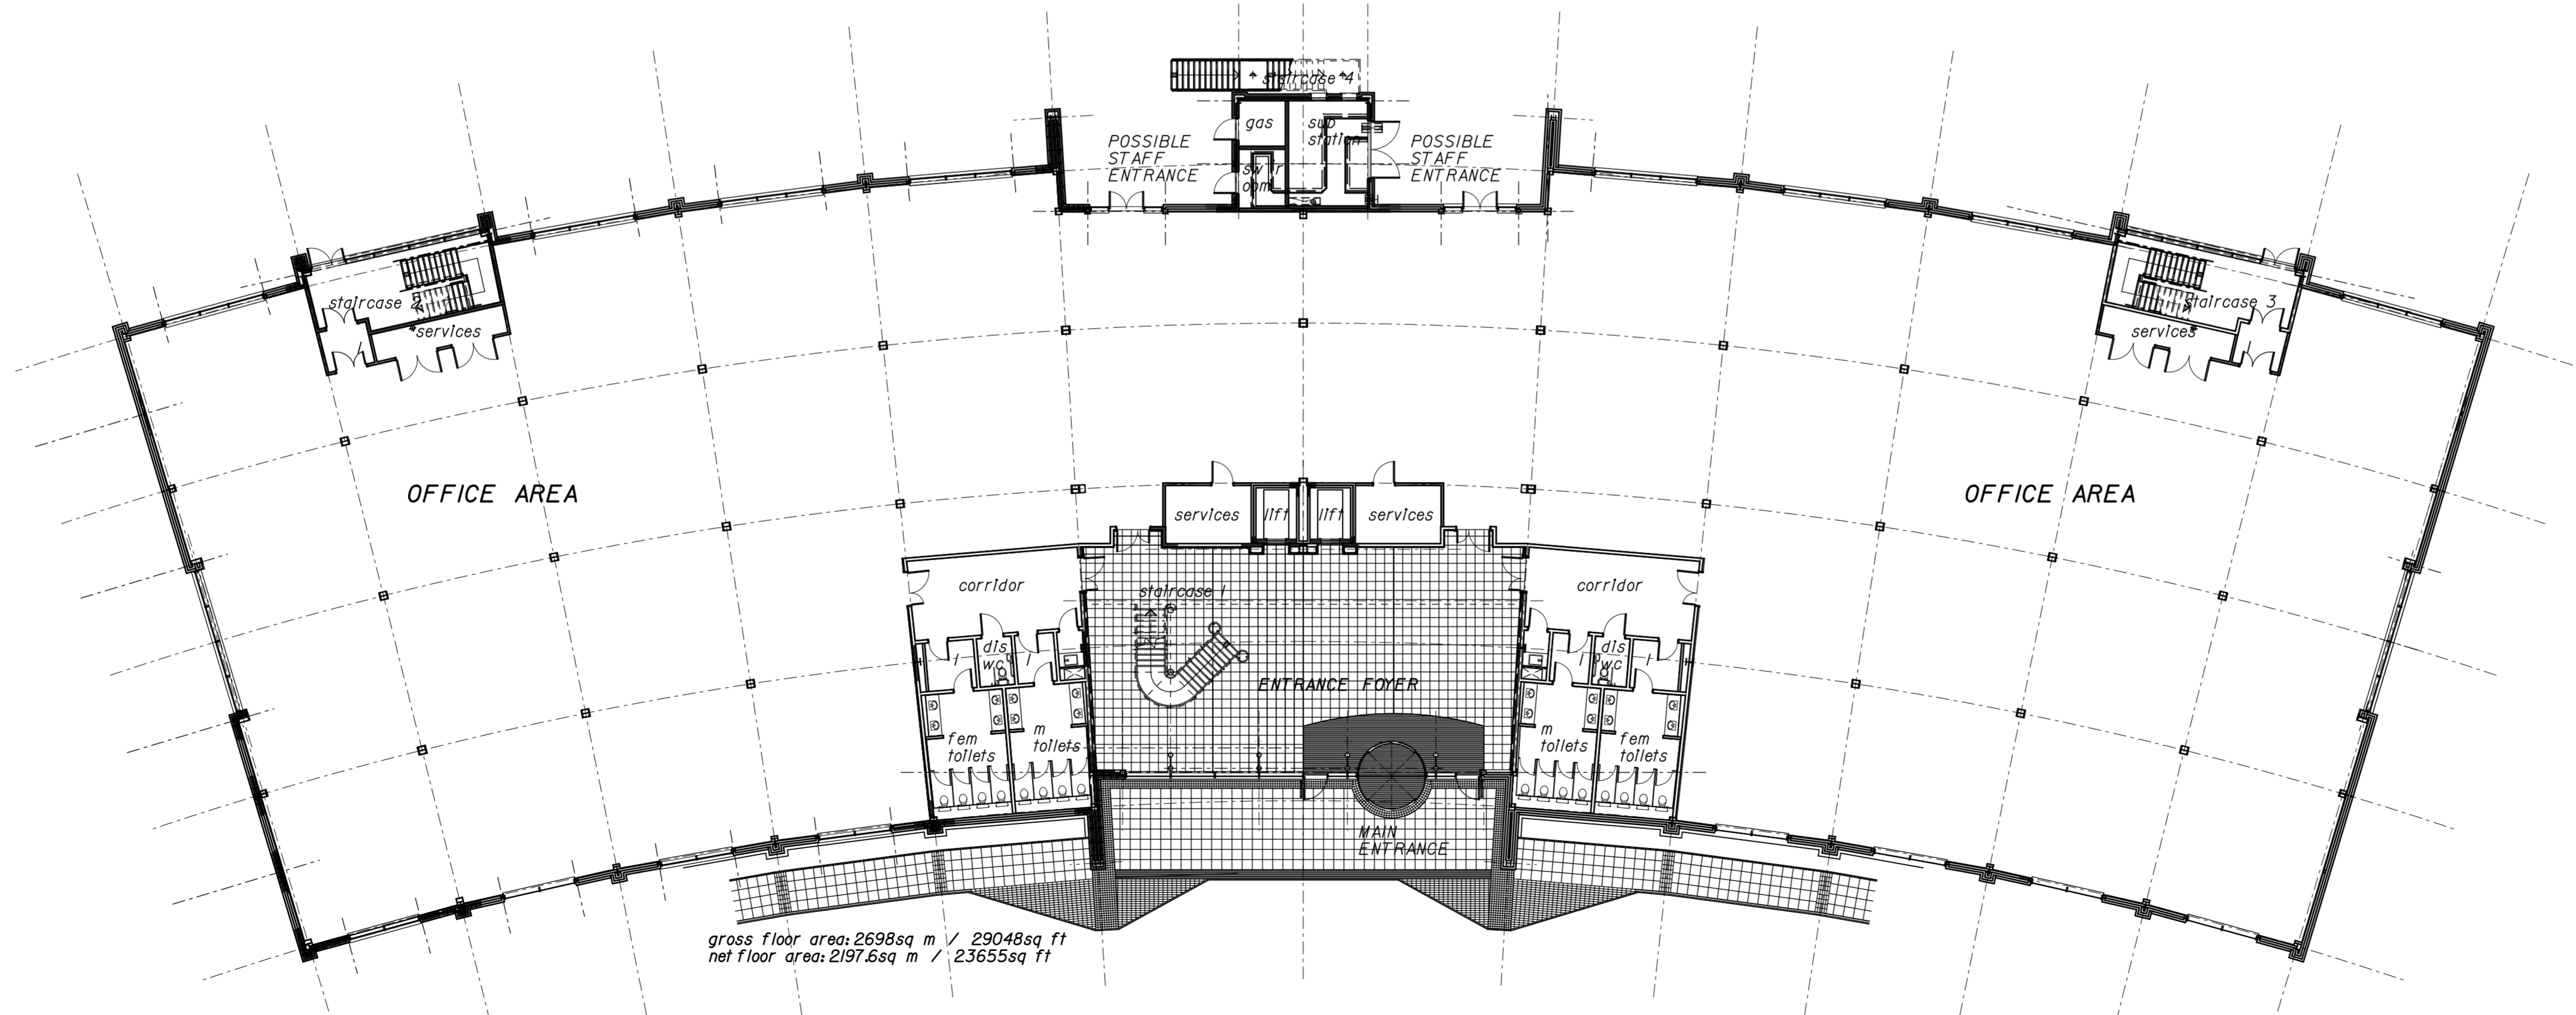 staircase 4
gas
sub
station
POSSIBLE
STAFF
ENTRANCE
POSSIBLE
STAFF
ENTRANCE
sw'r
oom
staircase 2
services
staircase 3
services
OFFICE AREA
OFFICE AREA
services
lift
lift
services
corridor
corridor
staircase 1
dis
wc
dis
wc
ENTRANCE FOYER
fem
toilets
m
toilets
m
toilets
fem
toilets
MAIN
ENTRANCE
gross floor area: 2698sq m / 29048sq ft
net floor area: 2197.6sq m / 23655sq ft